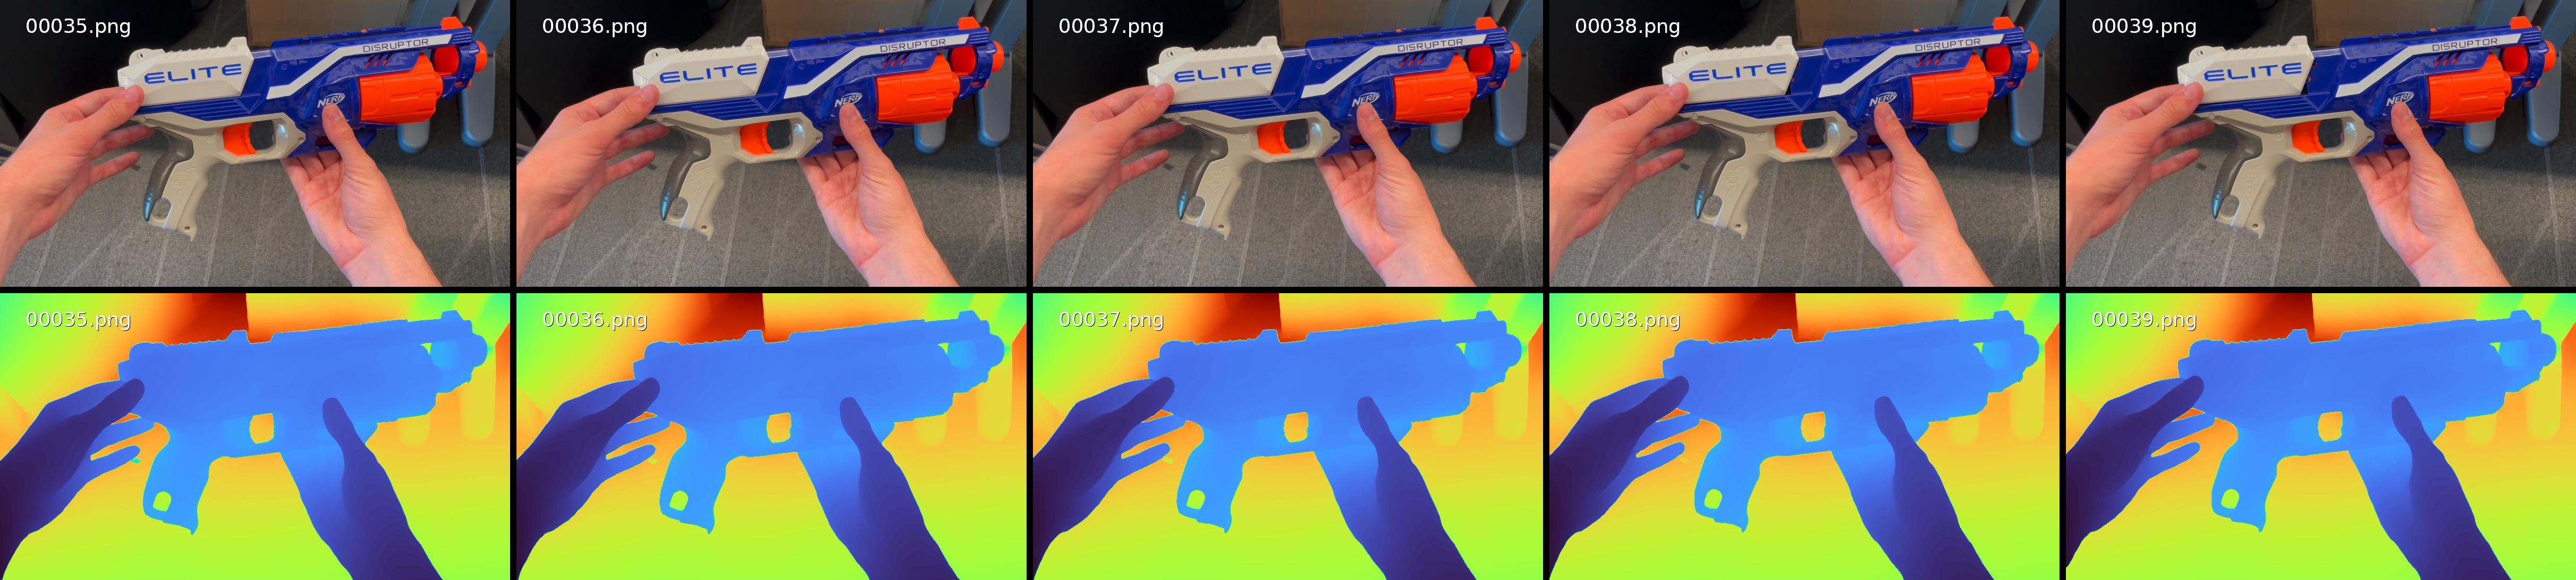 00035.png
DISRUPTOR
ELITE
NERF
00036.png
DISRUPTOR
ELITE
NERF
00037.png
DISRUPTOR
ELITE
NERF
00038.png
DISRUPTOR
ELITE
NERF
00039.png
DISRUPTOR
ELITE
NERF
00035.png
00036.png
00037.png
00038.png
00039.png